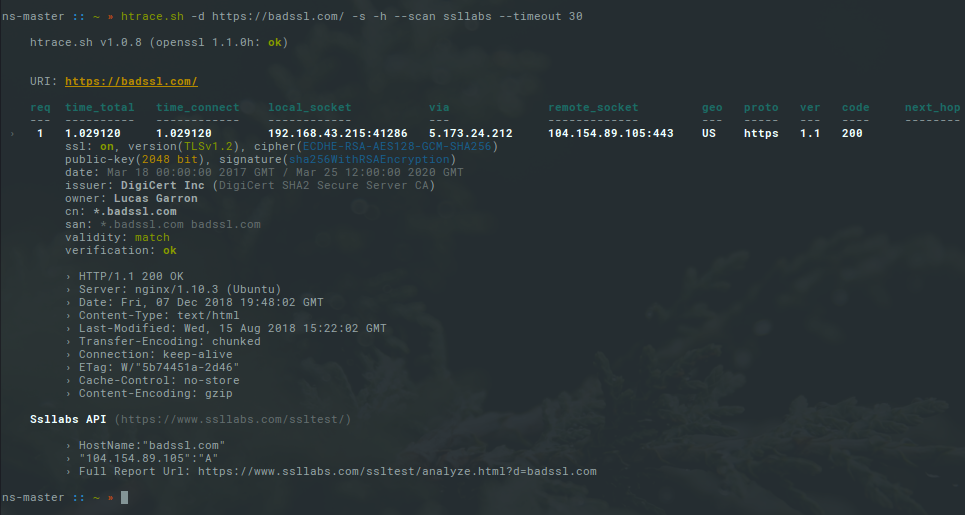 ns-master :: ~ » htrace.sh -d https://badssl.com/ -s -h --scan ssllabs --timeout 30
htrace.sh v1.0.8 (openssl 1.1.0h: ok)
URI: https://badssl.com/
req time_total time_connect local_socket via remote_socket geo proto ver code next_hop
--- ---------- ------------ ------------ --- ------------- --- ----- --- ---- --------
› 1 1.029120 1.029120 192.168.43.215:41286 5.173.24.212 104.154.89.105:443 US https 1.1 200
ssl: on, version(TLSv1.2), cipher(ECDHE-RSA-AES128-GCM-SHA256)
public-key(2048 bit), signature(sha256WithRSAEncryption)
date: Mar 18 00:00:00 2017 GMT / Mar 25 12:00:00 2020 GMT
issuer: DigiCert Inc (DigiCert SHA2 Secure Server CA)
owner: Lucas Garron
cn: *.badssl.com
san: *.badssl.com badssl.com
validity: match
verification: ok
› HTTP/1.1 200 OK
› Server: nginx/1.10.3 (Ubuntu)
› Date: Fri, 07 Dec 2018 19:48:02 GMT
› Content-Type: text/html
› Last-Modified: Wed, 15 Aug 2018 15:22:02 GMT
› Transfer-Encoding: chunked
› Connection: keep-alive
› ETag: W/"5b74451a-2d46"
› Cache-Control: no-store
› Content-Encoding: gzip
Ssllabs API (https://www.ssllabs.com/ssltest/)
› HostName:"badssl.com"
› "104.154.89.105":"A"
› Full Report Url: https://www.ssllabs.com/ssltest/analyze.html?d=badssl.com
ns-master :: ~ »